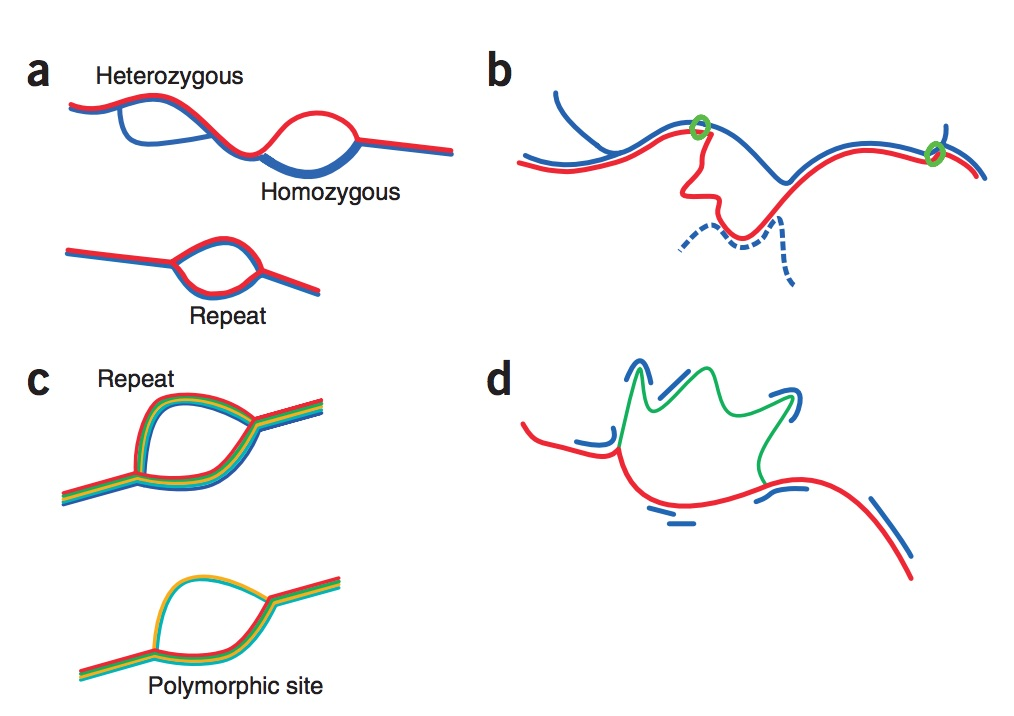 a
Heterozygous
Homozygous
Repeat
b
c
Repeat
Polymorphic site
d